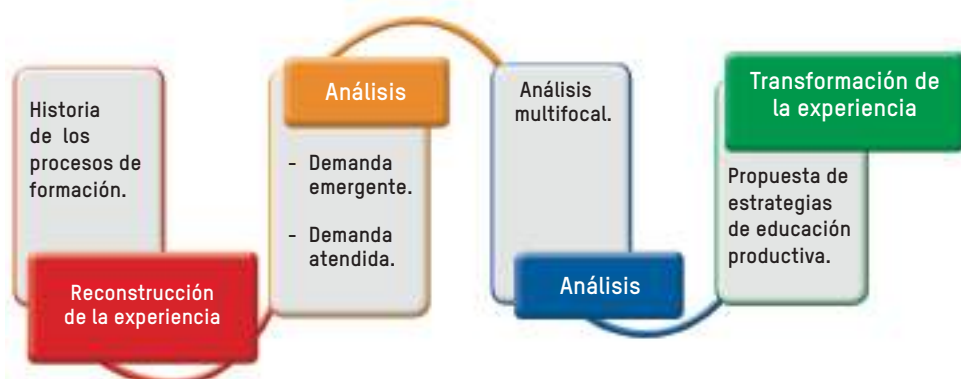 Historia
de los
procesos de
formación.
Reconstrucción
de la experiencia
Análisis
- Demanda
emergente.
- Demanda
atendida.
Análisis
multifocal.
Análisis
Transformación de
la experiencia
Propuesta de
estrategias
de educación
productiva.